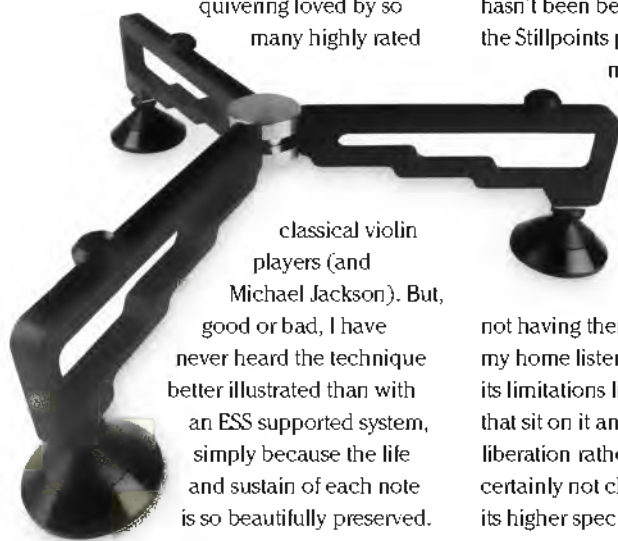 quivering loved by so
many highly rated
classical violin
players (and
Michael Jackson). But,
good or bad, I have
never heard the technique
better illustrated than with
an ESS supported system,
simply because the life
and sustain of each note
is so beautifully preserved.
hasn't been be
the Stillpoints p
not having ther
my home listen
its limitations li
that sit on it an
liberation rathe
certainly not cl
its higher spec